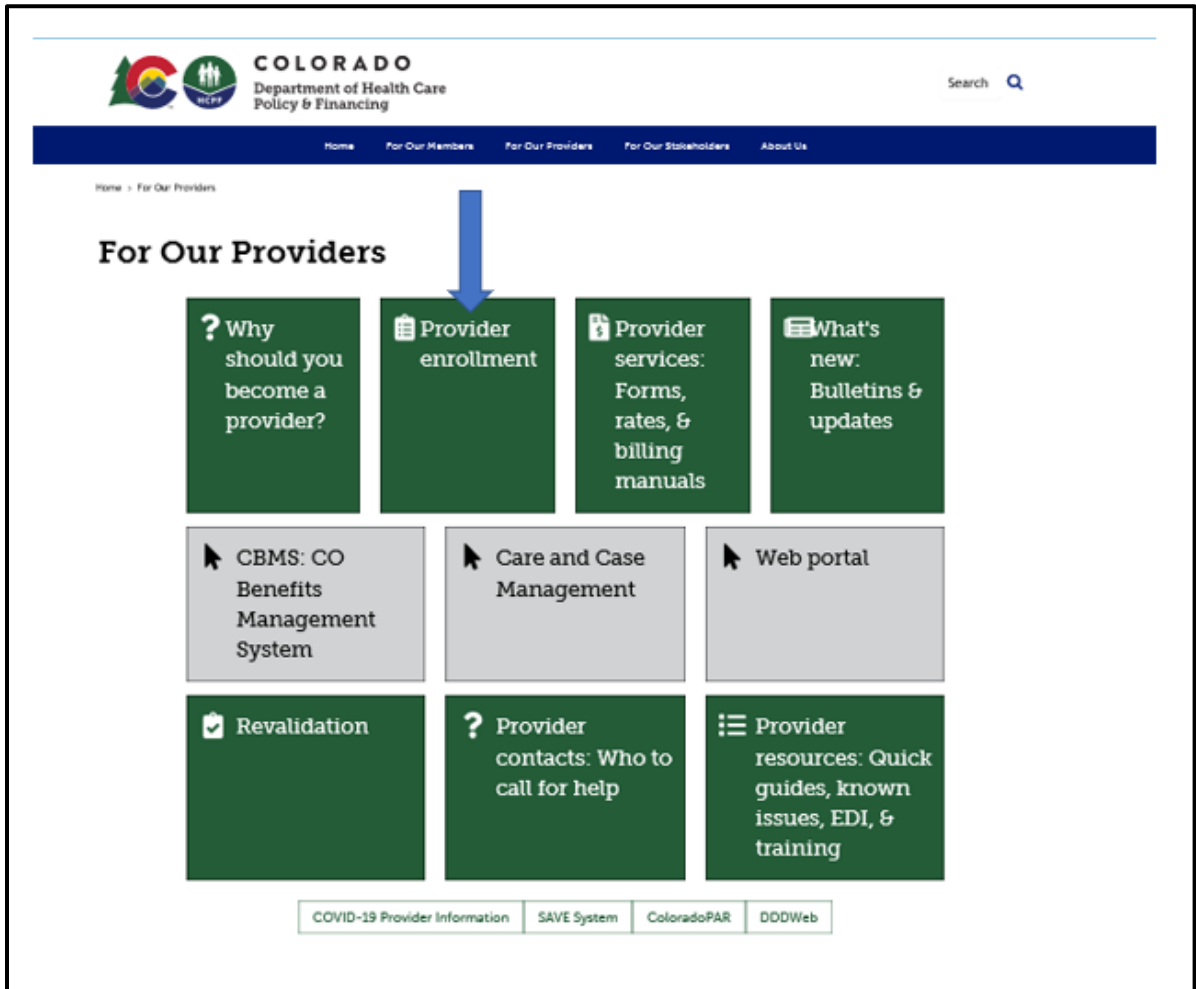 COLORADO
Department of Health Care
Policy & Financing
HCPF
Search
Home For Our Members For Our Providers For Our Stakeholders About Us
Home › For Our Providers
For Our Providers
? Why
should you
become a
provider?
Provider
enrollment
Provider
services:
Forms,
rates, &
billing
manuals
What's
new:
Bulletins &
updates
CBMS: CO
Benefits
Management
System
Care and Case
Management
Web portal
Revalidation
? Provider
contacts: Who to
call for help
Provider
resources: Quick
guides, known
issues, EDI, &
training
COVID-19 Provider Information SAVE System ColoradoPAR DDDWeb